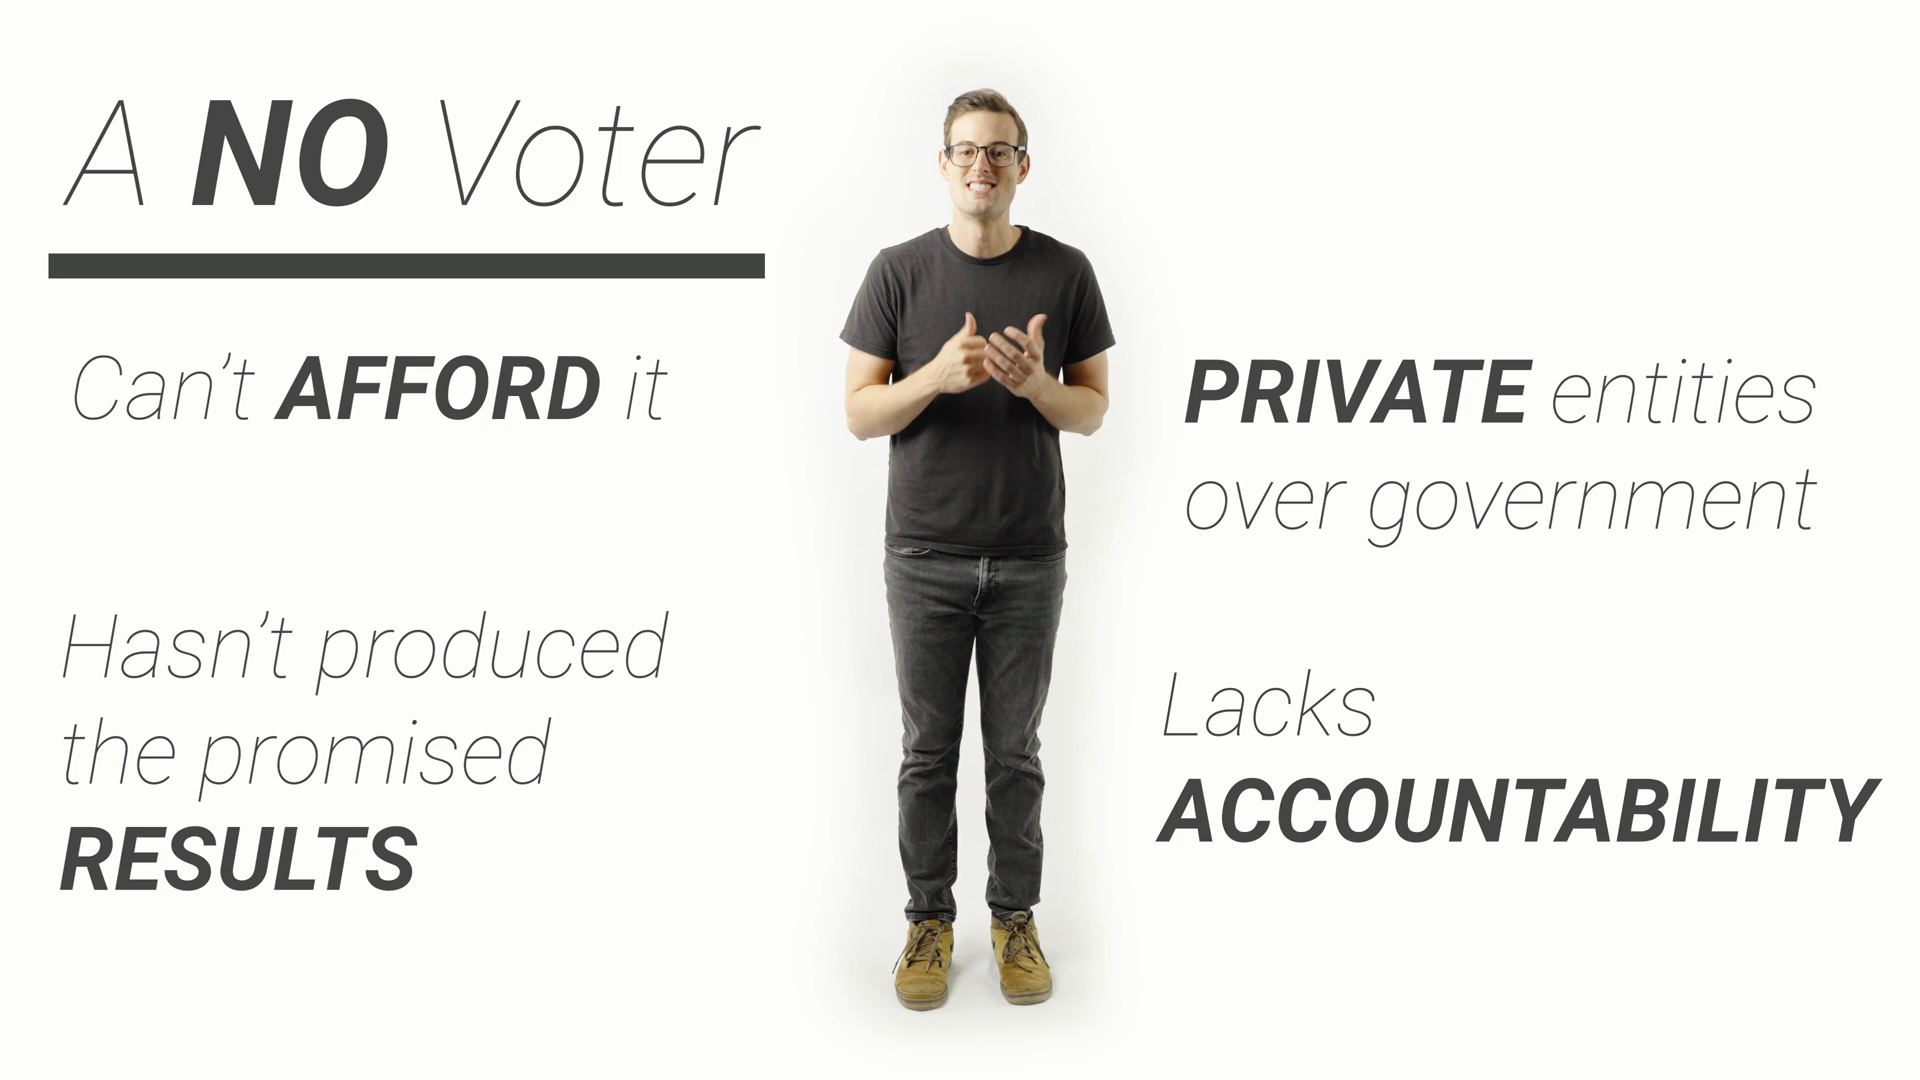 A NO Voter
Can't AFFORD it
Hasn't produced
the promised
RESULTS
PRIVATE entities
over government
Lacks
ACCOUNTABILITY